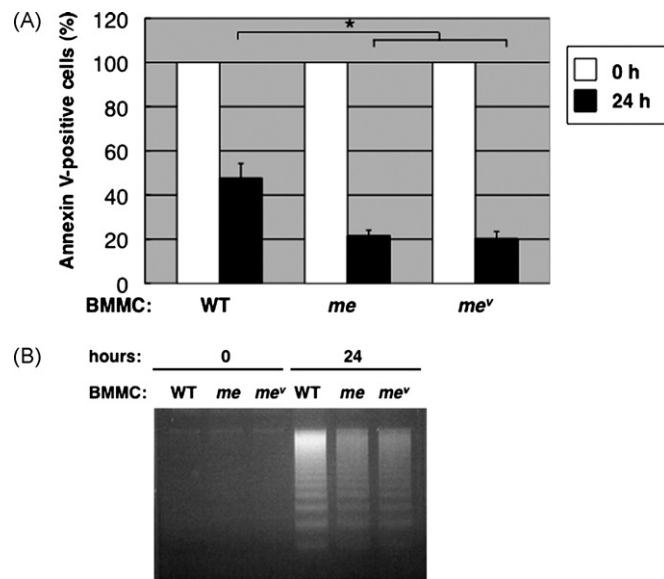 (A)
*
Annexin V-positive cells (%)
120
100
80
60
40
20
0
0 h
24 h
BMMC: WT me meᵛ
(B)
hours: 0 24
BMMC: WT me meᵛ WT me meᵛ